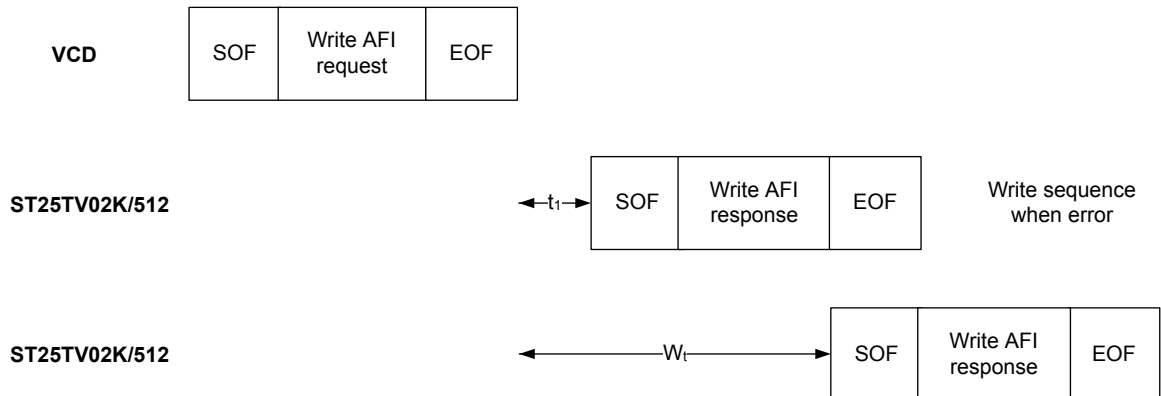 VCD
SOF
Write AFI
request
EOF
ST25TV02K/512
t1
SOF
Write AFI
response
EOF
Write sequence
when error
ST25TV02K/512
Wt
SOF
Write AFI
response
EOF